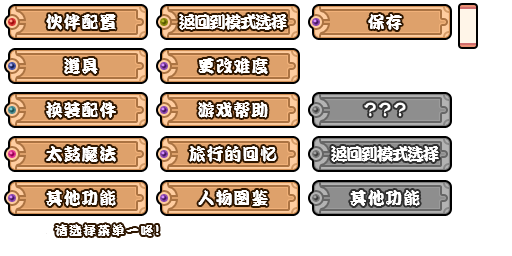 伙伴配置 返回到模式选择 保存
道具 更改难度
换装配件 游戏帮助 ？？？
太鼓魔法 旅行的回忆 返回到模式选择
其他功能 人物图鉴 其他功能
请选择菜单一咚!